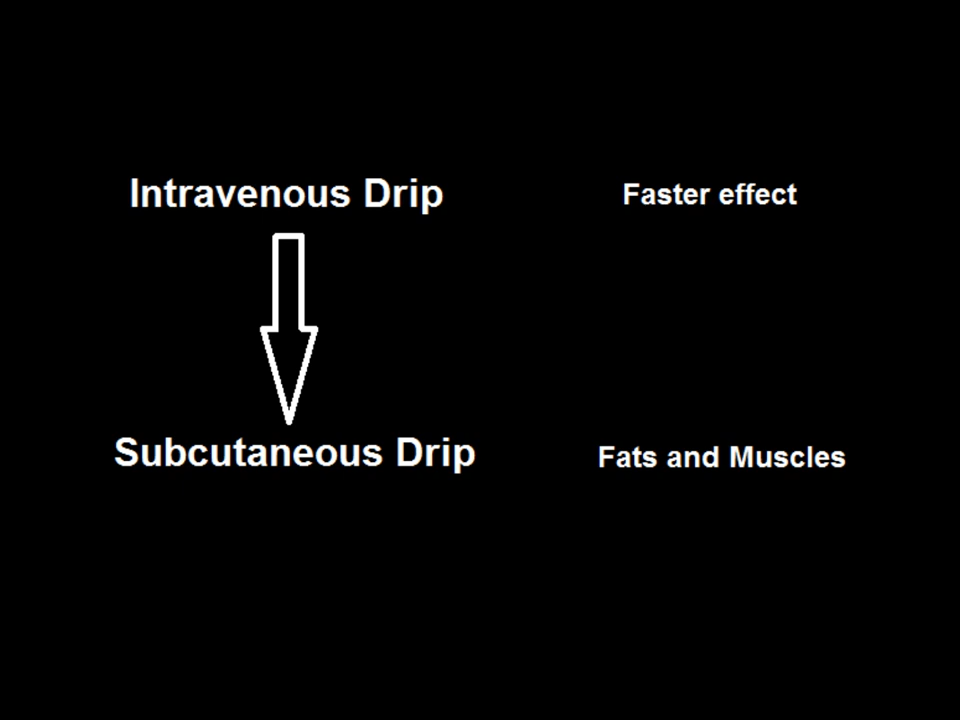 Intravenous Drip
Faster effect
Subcutaneous Drip
Fats and Muscles